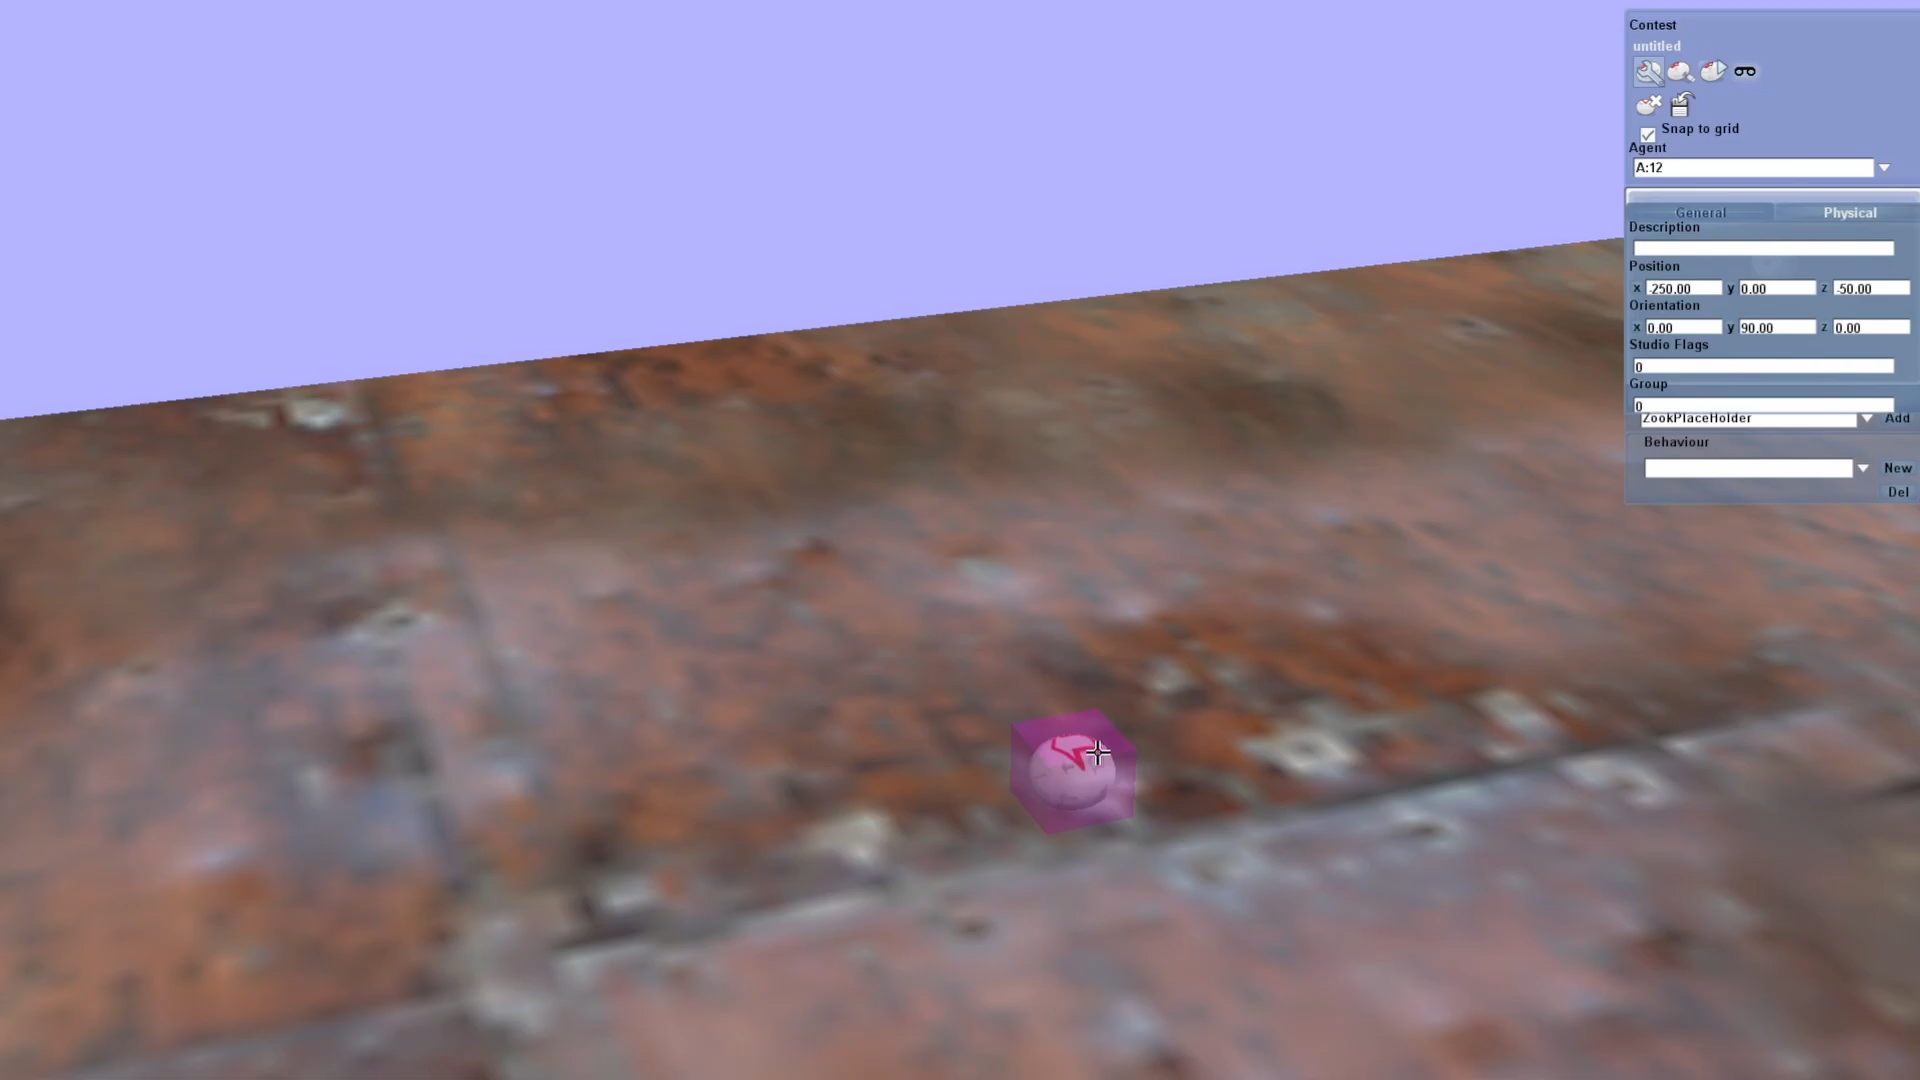 Contest
untitled
Snap to grid
Agent
A:12
General Physical
Description
Position
x -250.00 y 0.00 z -50.00
Orientation
x 0.00 y 90.00 z 0.00
Studio Flags
0
Group
0
ZookPlaceHolder Add
Behaviour
New
Del